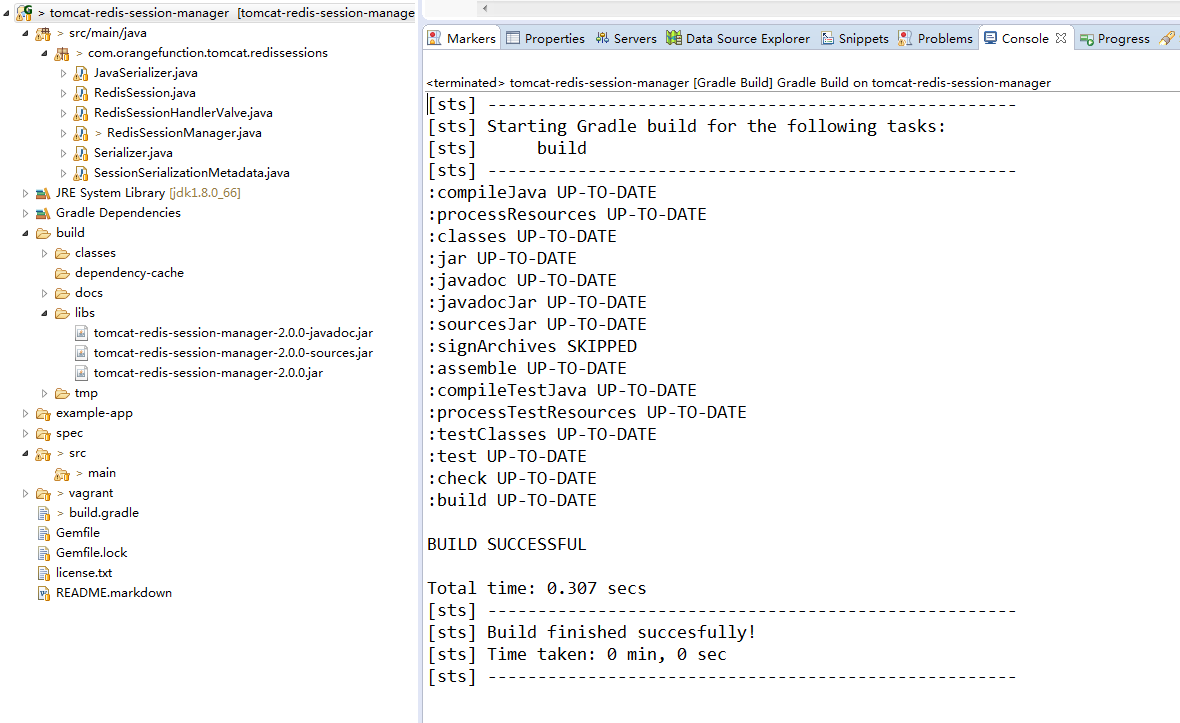 > tomcat-redis-session-manager [tomcat-redis-session-manage
> src/main/java
> com.orangefunction.tomcat.redissessions
JavaSerializer.java
RedisSession.java
RedisSessionHandlerValve.java
> RedisSessionManager.java
Serializer.java
SessionSerializationMetadata.java
JRE System Library [jdk1.8.0_66]
Gradle Dependencies
build
classes
dependency-cache
docs
libs
tomcat-redis-session-manager-2.0.0-javadoc.jar
tomcat-redis-session-manager-2.0.0-sources.jar
tomcat-redis-session-manager-2.0.0.jar
tmp
example-app
spec
> src
> main
> vagrant
> build.gradle
Gemfile
Gemfile.lock
license.txt
README.markdown
Markers Properties Servers Data Source Explorer Snippets Problems Console Progress
<terminated> tomcat-redis-session-manager [Gradle Build] Gradle Build on tomcat-redis-session-manager
[sts] -----------------------------------------------------
[sts] Starting Gradle build for the following tasks:
[sts]      build
[sts] -----------------------------------------------------
:compileJava UP-TO-DATE
:processResources UP-TO-DATE
:classes UP-TO-DATE
:jar UP-TO-DATE
:javadoc UP-TO-DATE
:javadocJar UP-TO-DATE
:sourcesJar UP-TO-DATE
:signArchives SKIPPED
:assemble UP-TO-DATE
:compileTestJava UP-TO-DATE
:processTestResources UP-TO-DATE
:testClasses UP-TO-DATE
:test UP-TO-DATE
:check UP-TO-DATE
:build UP-TO-DATE
BUILD SUCCESSFUL
Total time: 0.307 secs
[sts] -----------------------------------------------------
[sts] Build finished succesfully!
[sts] Time taken: 0 min, 0 sec
[sts] -----------------------------------------------------